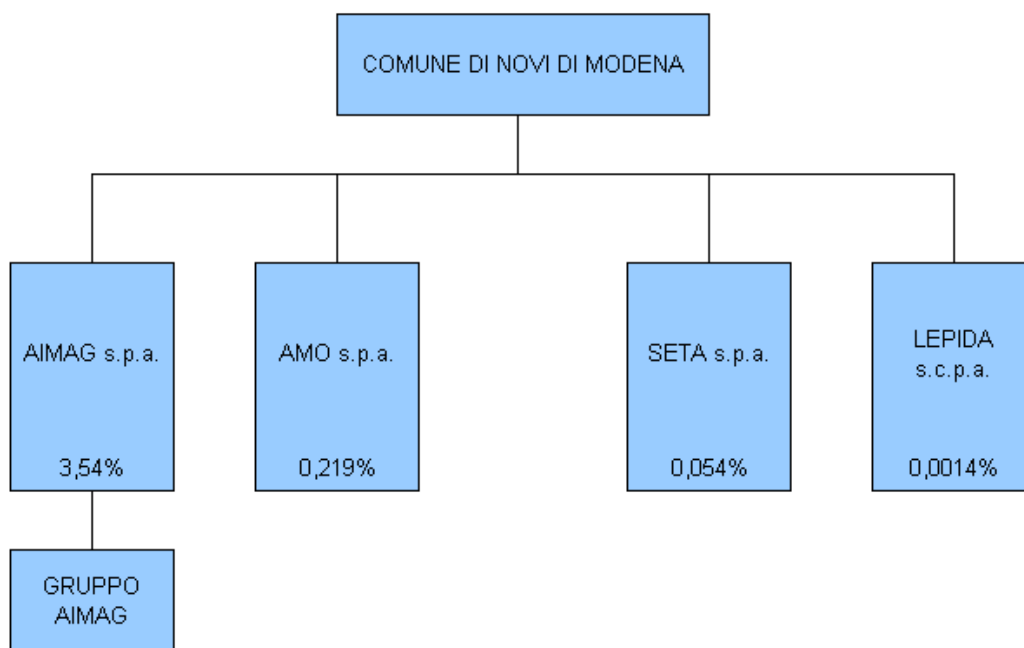 COMUNE DI NOVI DI MODENA
AIMAG s.p.a.
3,54%
AMO s.p.a.
0,219%
SETA s.p.a.
0,054%
LEPIDA
s.c.p.a.
0,0014%
GRUPPO
AIMAG